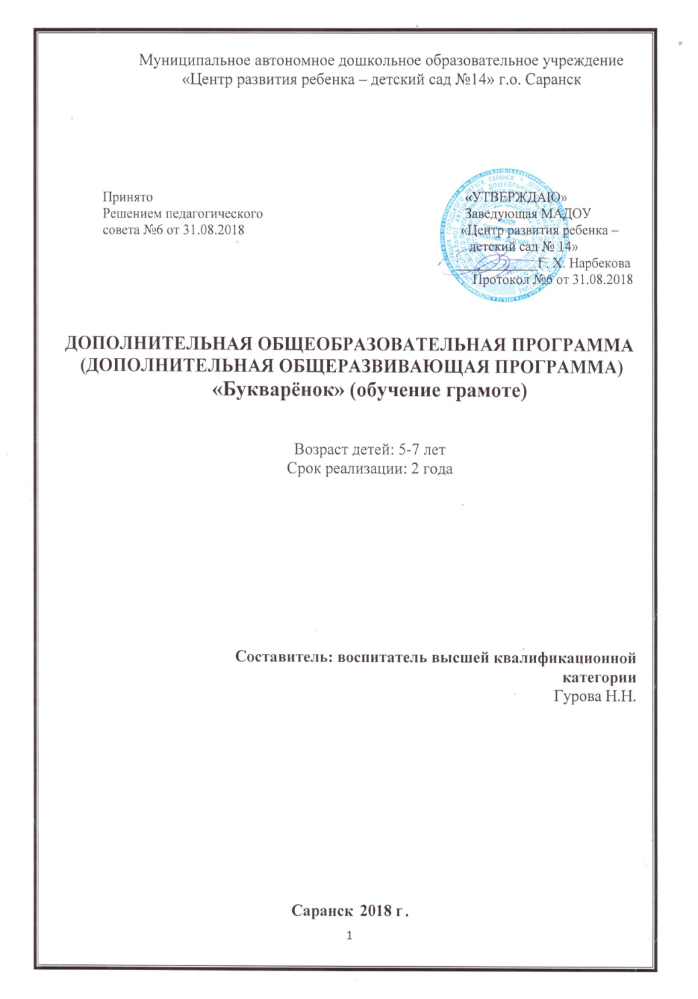 Муниципальное автономное дошкольное образовательное учреждение
«Центр развития ребенка – детский сад №14» г.о. Саранск
Принято
Решением педагогического
совета №6 от 31.08.2018
«УТВЕРЖДАЮ»
Заведующая МАДОУ
«Центр развития ребенка –
детский сад № 14»
____________Г. Х. Нарбекова
Протокол №6 от 31.08.2018
ДОПОЛНИТЕЛЬНАЯ ОБЩЕОБРАЗОВАТЕЛЬНАЯ ПРОГРАММА
(ДОПОЛНИТЕЛЬНАЯ ОБЩЕРАЗВИВАЮЩАЯ ПРОГРАММА)
«Букварёнок» (обучение грамоте)
Возраст детей: 5-7 лет
Срок реализации: 2 года
Составитель: воспитатель высшей квалификационной
категории
Гурова Н.Н.
Саранск 2018 г.
1